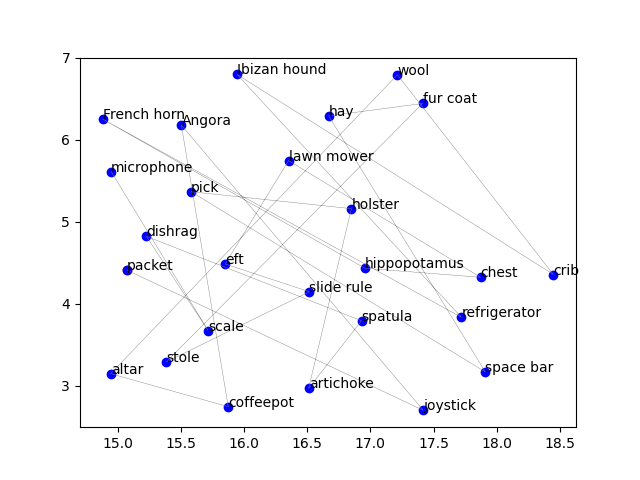 7
Ibizan hound
wool
fur coat
hay
French horn
Angora
6
lawn mower
microphone
pick
holster
5
dishrag
eft
hippopotamus
packet
chest
crib
slide rule
4
spatula
refrigerator
scale
stole
altar
space bar
artichoke
3
coffeepot
joystick
15.0 15.5 16.0 16.5 17.0 17.5 18.0 18.5